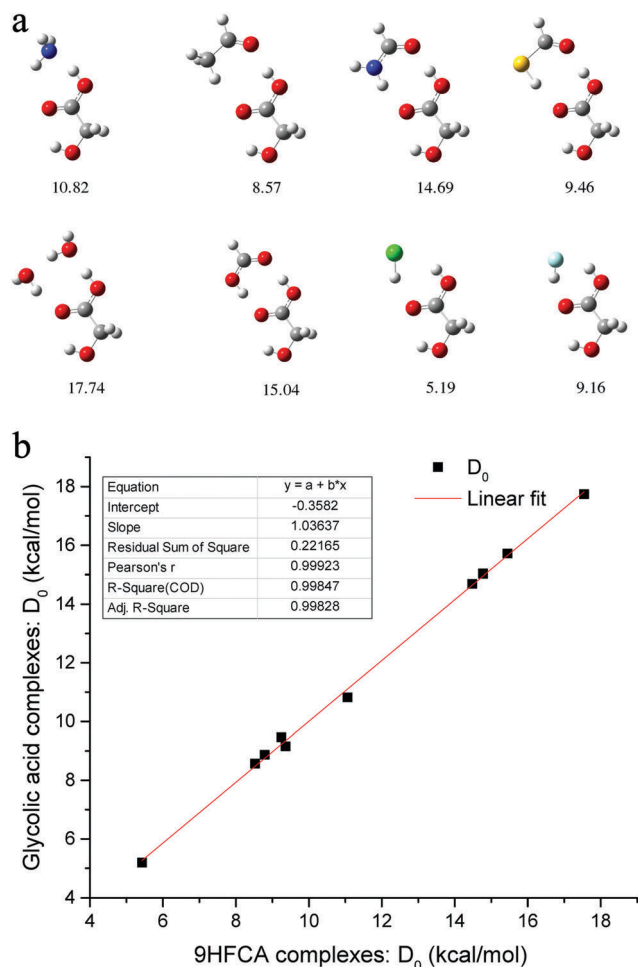 a
10.82 8.57 14.69 9.46
17.74 15.04 5.19 9.16
b
Equation y = a + b*x
Intercept -0.3582
Slope 1.03637
Residual Sum of Square 0.22165
Pearson's r 0.99923
R-Square(COD) 0.99847
Adj. R-Square 0.99828
D₀
Linear fit
18
16
14
12
10
8
6
4
Glycolic acid complexes: D₀ (kcal/mol)
4 6 8 10 12 14 16 18
9HFCA complexes: D₀ (kcal/mol)